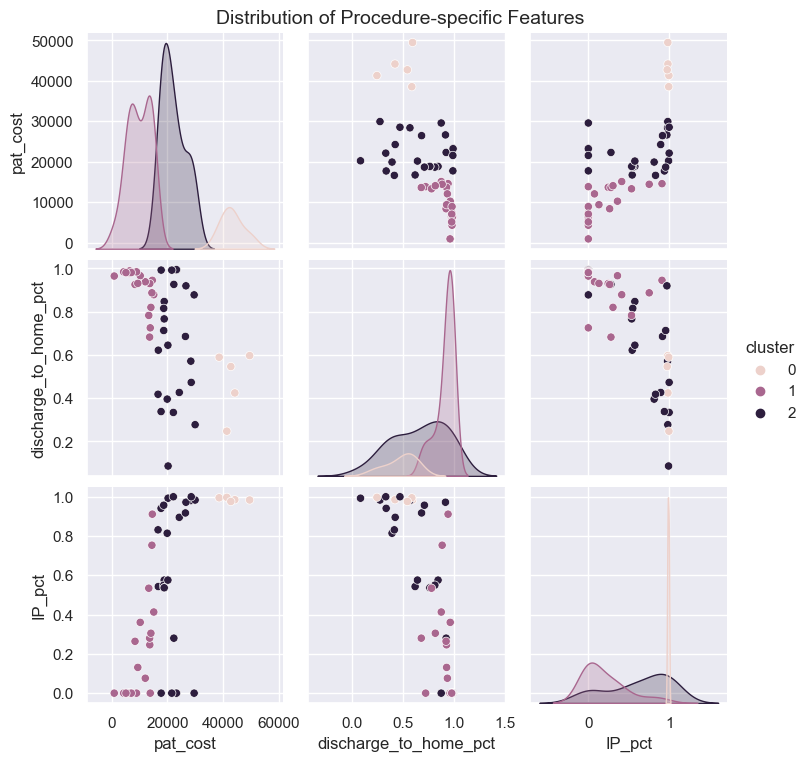 Distribution of Procedure-specific Features
50000
40000
30000
20000
10000
0
pat_cost
1.0
0.8
0.6
0.4
0.2
discharge_to_home_pct
cluster
0
1
2
1.0
0.8
0.6
0.4
0.2
0.0
IP_pct
0 20000 40000 60000
0.0 0.5 1.0 1.5
0 1
pat_cost
discharge_to_home_pct
IP_pct